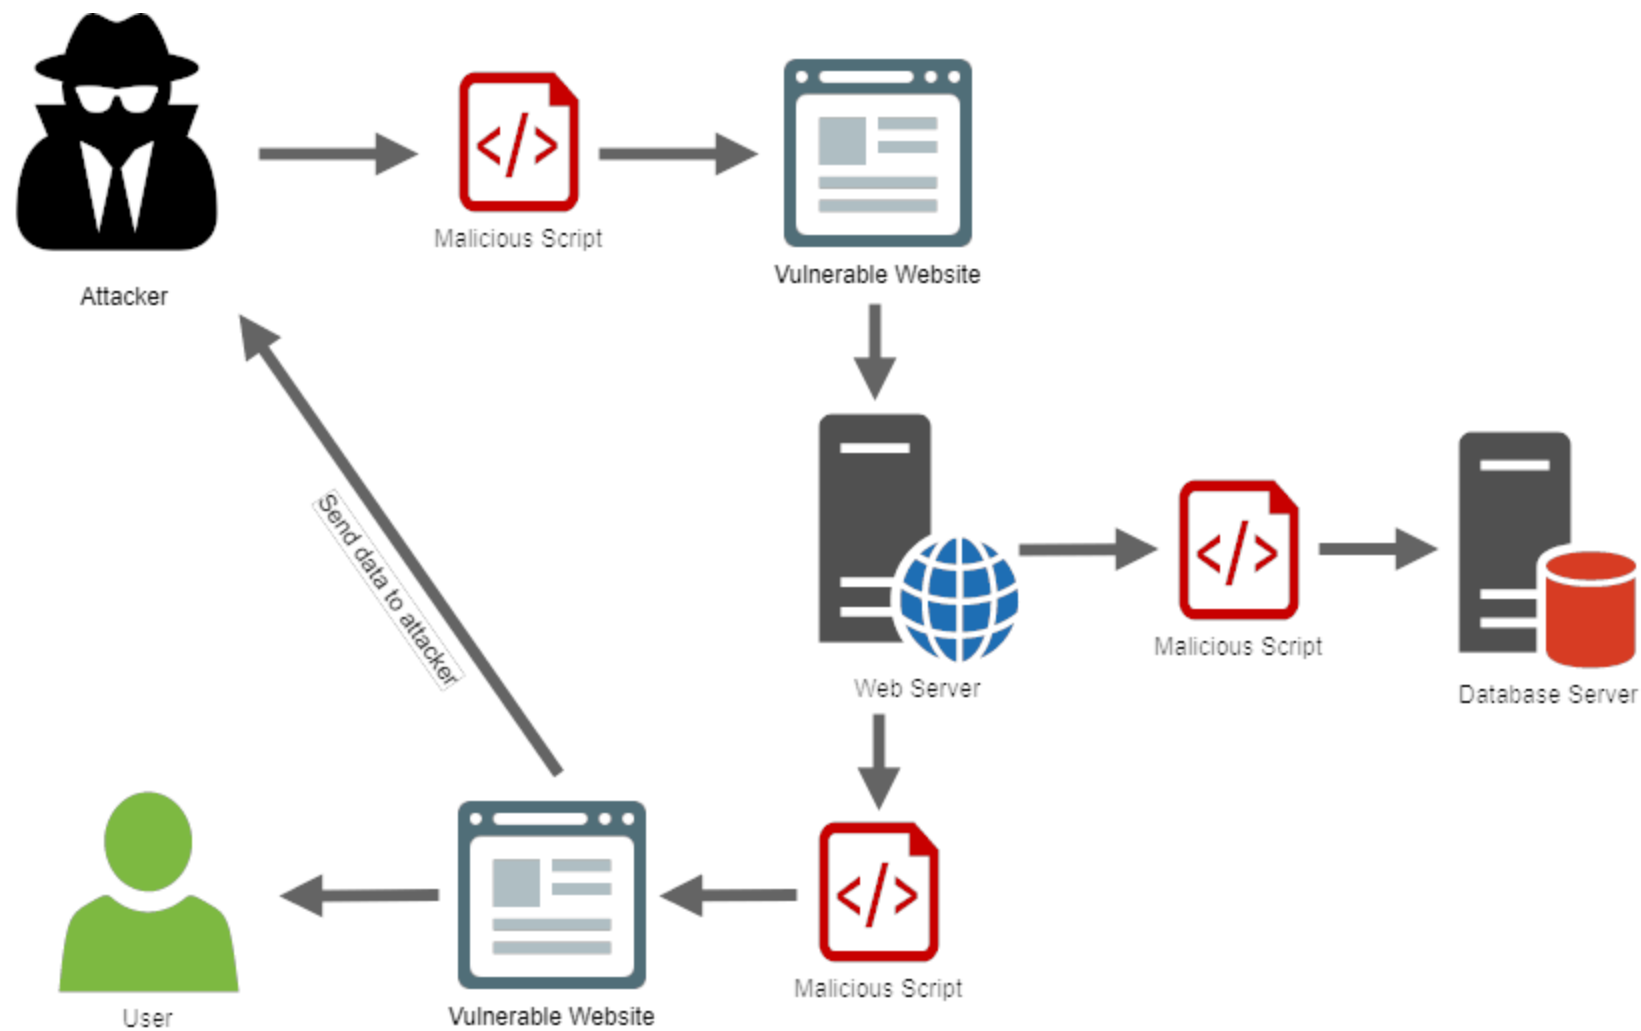 Malicious Script
Vulnerable Website
Attacker
Send data to attacker
Malicious Script
Web Server
Database Server
Malicious Script
Vulnerable Website
User